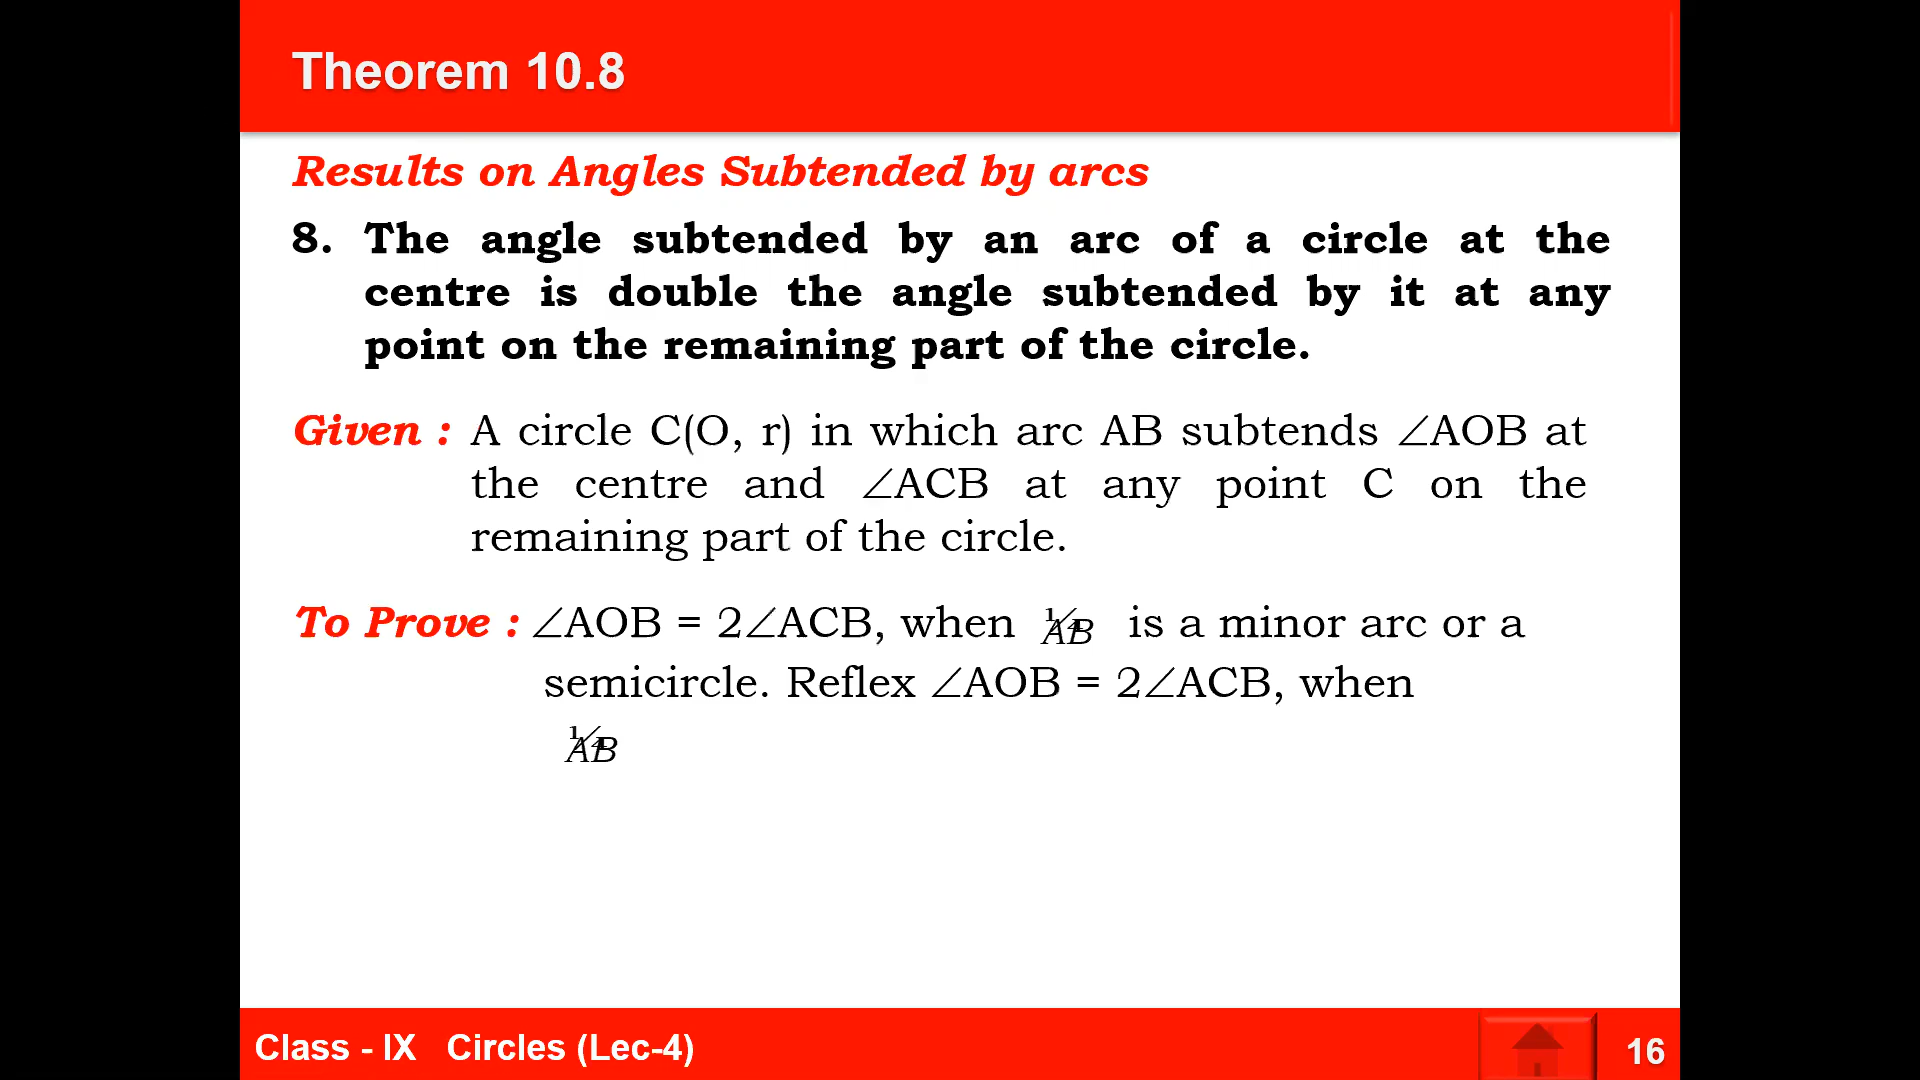 Theorem 10.8
Results on Angles Subtended by arcs
8. The angle subtended by an arc of a circle at the
centre is double the angle subtended by it at any
point on the remaining part of the circle.
Given : A circle C(O, r) in which arc AB subtends ∠AOB at
the centre and ∠ACB at any point C on the
remaining part of the circle.
To Prove : ∠AOB = 2∠ACB, when ¼AB is a minor arc or a
semicircle. Reflex ∠AOB = 2∠ACB, when
¼AB
Class - IX Circles (Lec-4)
16